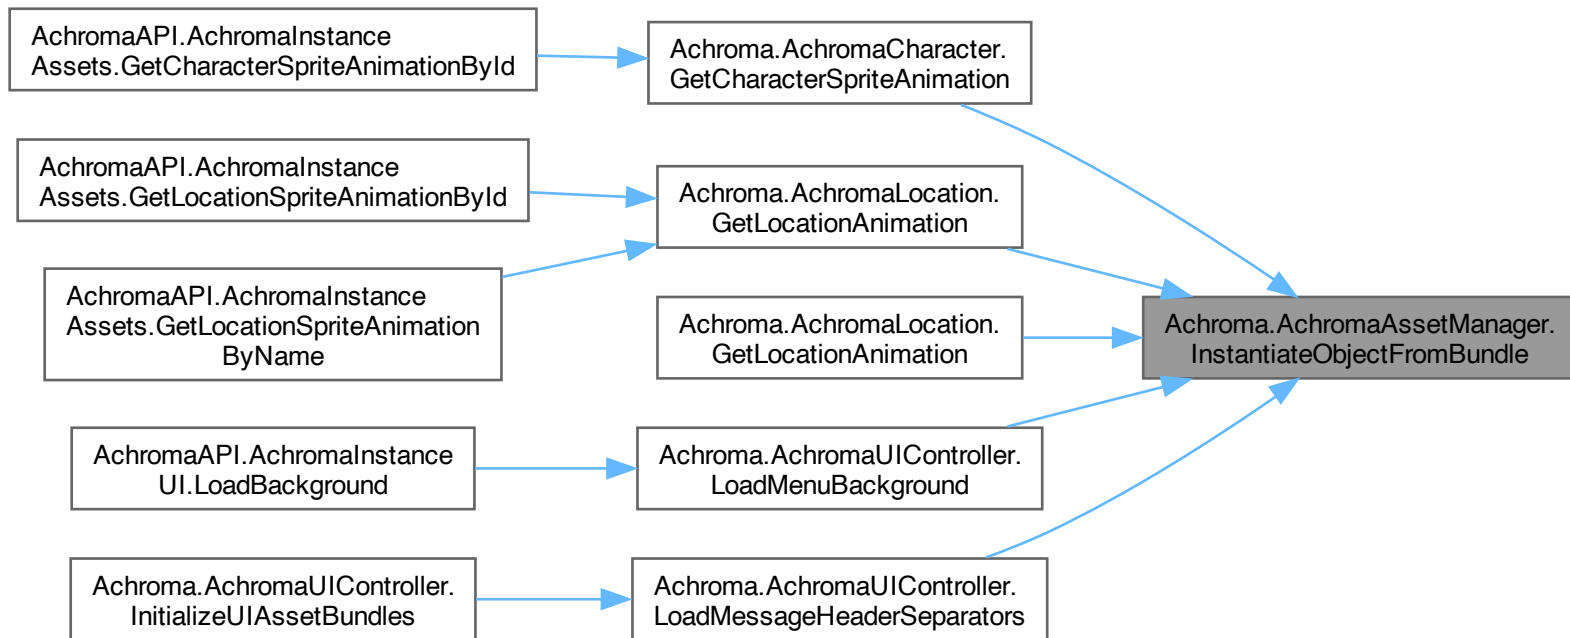 AchromaAPI.AchromaInstance
Assets.GetCharacterSpriteAnimationById
Achroma.AchromaCharacter.
GetCharacterSpriteAnimation
AchromaAPI.AchromaInstance
Assets.GetLocationSpriteAnimationById
Achroma.AchromaLocation.
GetLocationAnimation
AchromaAPI.AchromaInstance
Assets.GetLocationSpriteAnimation
ByName
Achroma.AchromaLocation.
GetLocationAnimation
Achroma.AchromaAssetManager.
InstantiateObjectFromBundle
AchromaAPI.AchromaInstance
UI.LoadBackground
Achroma.AchromaUIController.
LoadMenuBackground
Achroma.AchromaUIController.
InitializeUIAssetBundles
Achroma.AchromaUIController.
LoadMessageHeaderSeparators